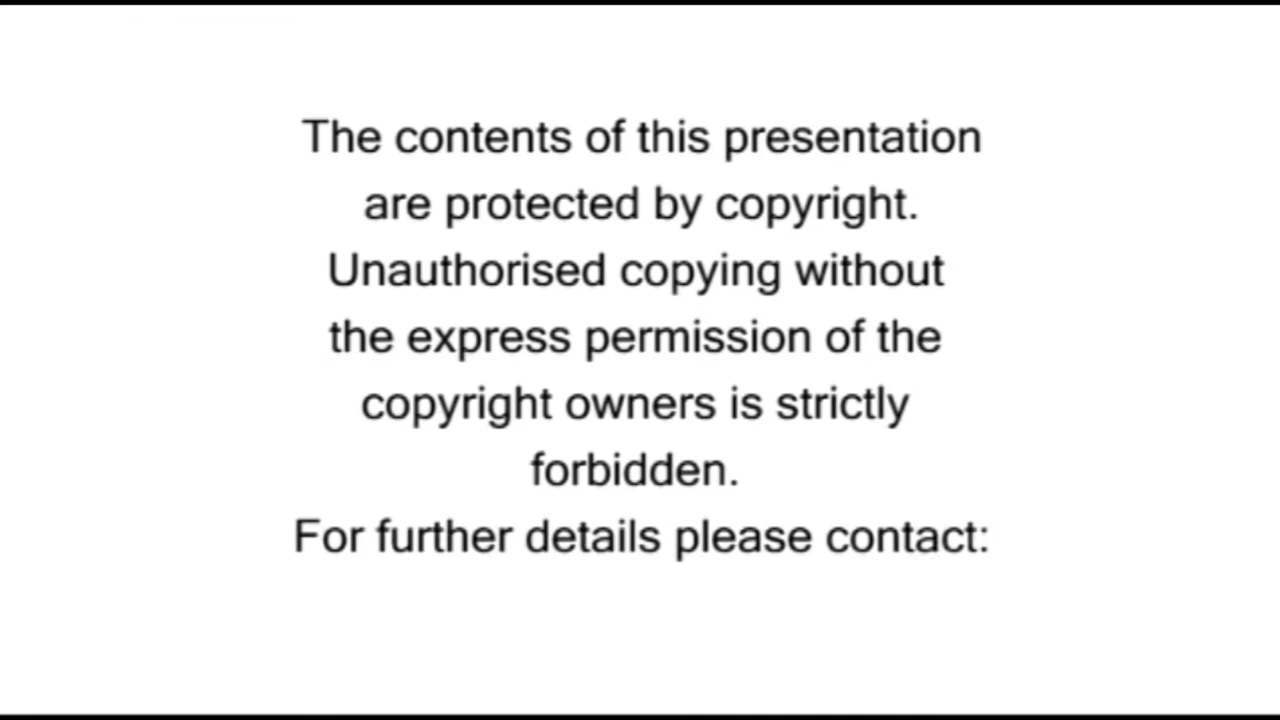 The contents of this presentation
are protected by copyright.
Unauthorised copying without
the express permission of the
copyright owners is strictly
forbidden.
For further details please contact: